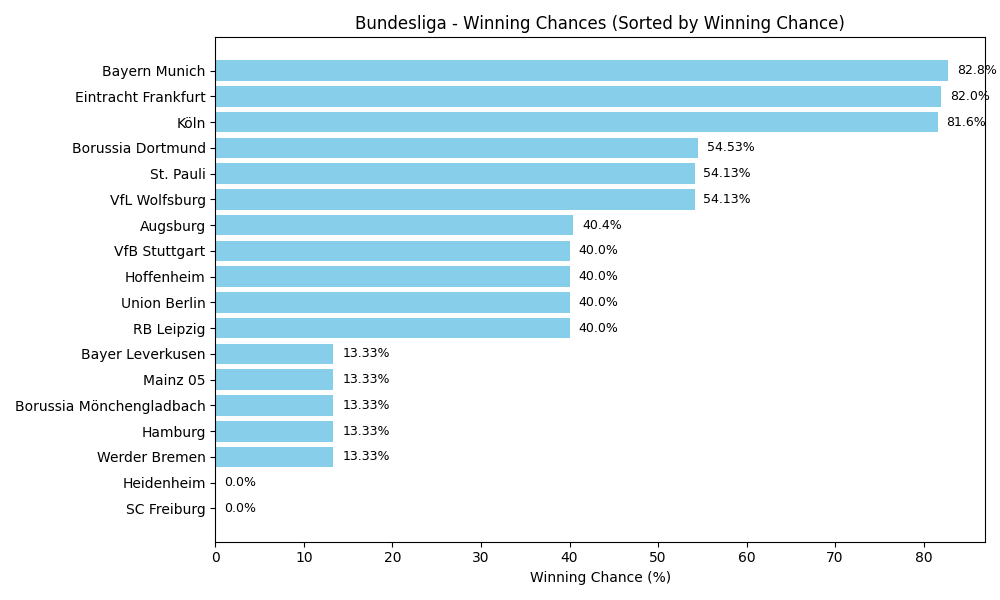 Bundesliga - Winning Chances (Sorted by Winning Chance)
Bayern Munich 82.8%
Eintracht Frankfurt 82.0%
Köln 81.6%
Borussia Dortmund 54.53%
St. Pauli 54.13%
VfL Wolfsburg 54.13%
Augsburg 40.4%
VfB Stuttgart 40.0%
Hoffenheim 40.0%
Union Berlin 40.0%
RB Leipzig 40.0%
Bayer Leverkusen 13.33%
Mainz 05 13.33%
Borussia Mönchengladbach 13.33%
Hamburg 13.33%
Werder Bremen 13.33%
Heidenheim 0.0%
SC Freiburg 0.0%
0 10 20 30 40 50 60 70 80
Winning Chance (%)